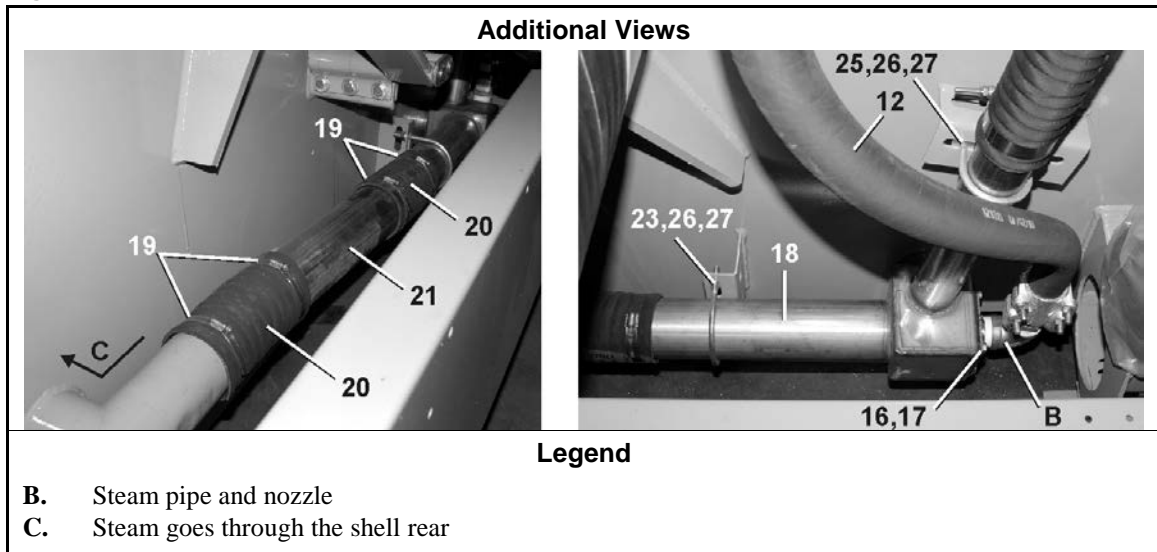 Additional Views
19
19
20
21
20
C
25,26,27
12
23,26,27
18
16,17
B
Legend
B. Steam pipe and nozzle
C. Steam goes through the shell rear